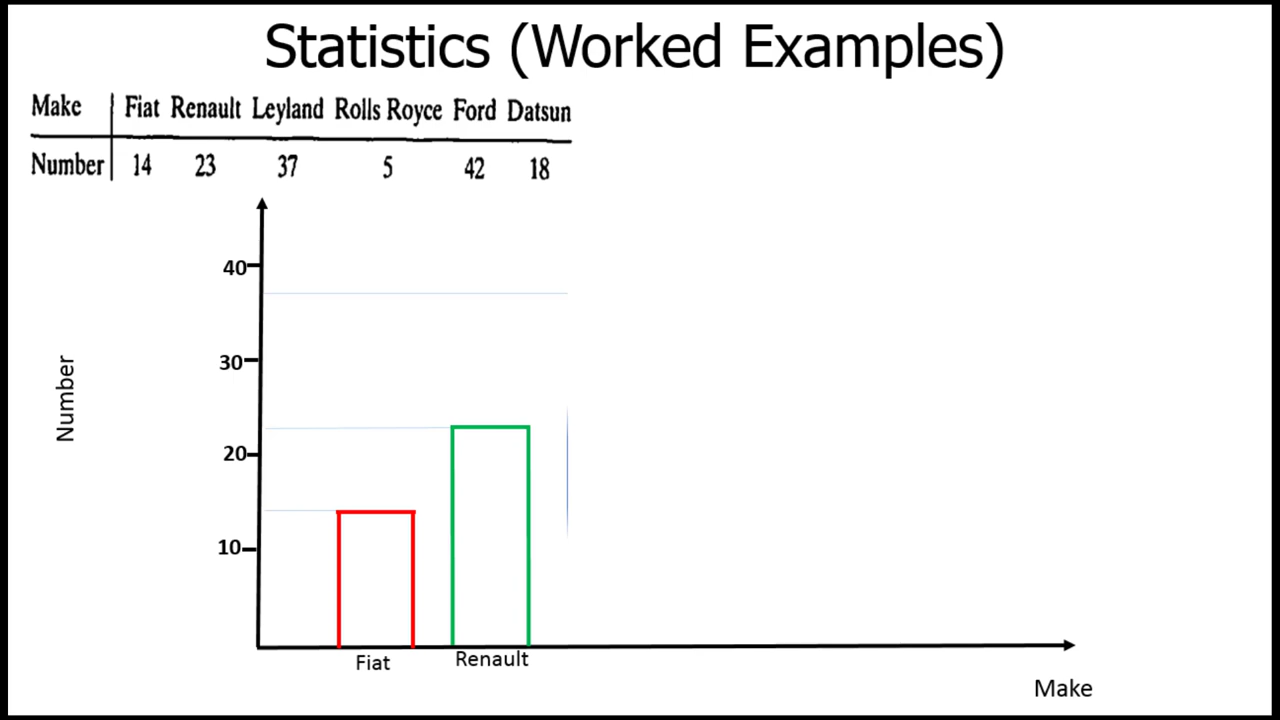 Statistics (Worked Examples)
Make Fiat Renault Leyland Rolls Royce Ford Datsun
Number 14 23 37 5 42 18
40
30
Number
20
10
Fiat Renault
Make